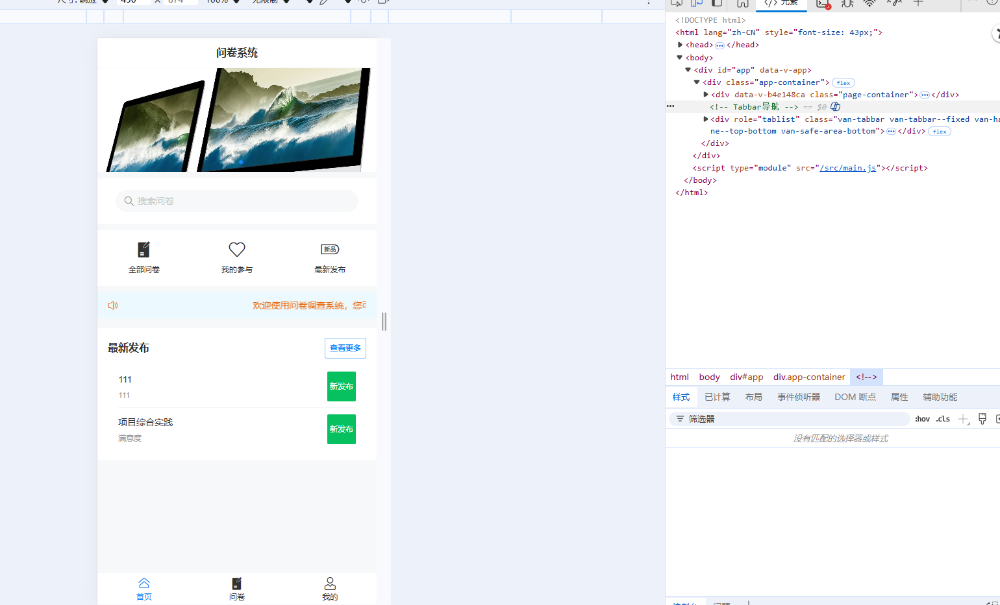 100%
问卷系统
搜索问卷
全部问卷
我的参与
新品
最新发布
欢迎使用问卷调查系统，您
最新发布
查看更多
111
111
新发布
项目综合实践
满意度
新发布
首页
问卷
我的
元素
<!DOCTYPE html>
<html lang="zh-CN" style="font-size: 43px;">
<head> ••• </head>
<body>
<div id="app" data-v-app>
<div class="app-container"> flex
<div data-v-b4e148ca class="page-container"> ••• </div>
<!-- Tabbar导航 --> == $0
<div role="tablist" class="van-tabbar van-tabbar--fixed van-ha
ne--top-bottom van-safe-area-bottom"> ••• </div> flex
</div>
</div>
<script type="module" src="/src/main.js"></script>
</body>
</html>
html body div#app div.app-container <!-->
样式 已计算 布局 事件侦听器 DOM 断点 属性 辅助功能
筛选器 :hov .cls
没有匹配的选择器或样式